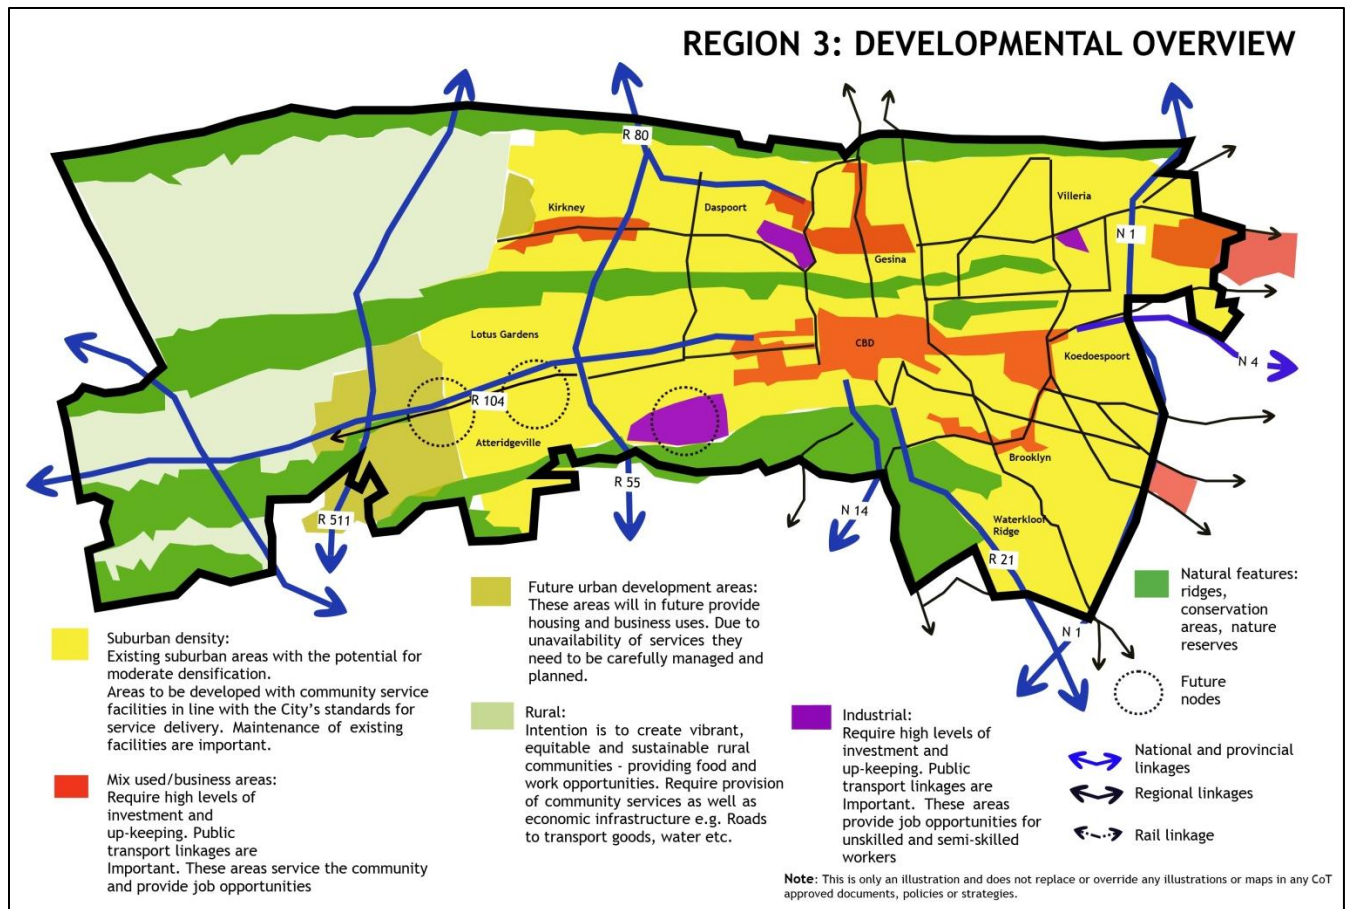 REGION 3: DEVELOPMENTAL OVERVIEW
R 80
Kirkney
Daspoort
Villeria
N 1
Gesina
Lotus Gardens
CBD
Koedoespoort
N 4
R 104
Atteridgeville
Brooklyn
R 55
N 14
R 511
Waterkloof
Ridge
R 21
N 1
Suburban density:
Existing suburban areas with the potential for
moderate densification.
Areas to be developed with community service
facilities in line with the City's standards for
service delivery. Maintenance of existing
facilities are important.
Mix used/business areas:
Require high levels of
investment and
up-keeping. Public
transport linkages are
Important. These areas service the community
and provide job opportunities
Future urban development areas:
These areas will in future provide
housing and business uses. Due to
unavailability of services they
need to be carefully managed and
planned.
Rural:
Intention is to create vibrant,
equitable and sustainable rural
communities - providing food and
work opportunities. Require provision
of community services as well as
economic infrastructure e.g. Roads
to transport goods, water etc.
Industrial:
Require high levels of
investment and
up-keeping. Public
transport linkages are
Important. These areas
provide job opportunities for
unskilled and semi-skilled
workers
Natural features:
ridges,
conservation
areas, nature
reserves
Future
nodes
National and provincial
linkages
Regional linkages
Rail linkage
Note: This is only an illustration and does not replace or override any illustrations or maps in any CoT
approved documents, policies or strategies.